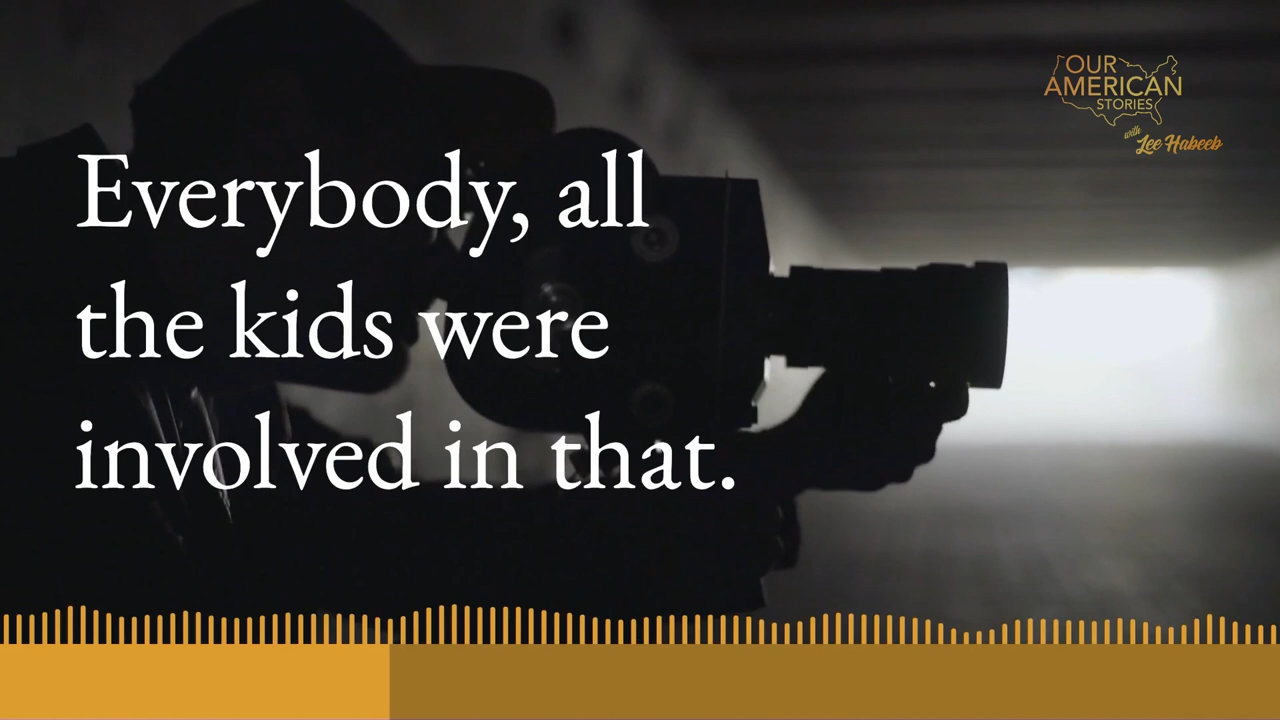 OUR
AMERICAN
STORIES
with
Lee Habeeb
Everybody, all
the kids were
involved in that.